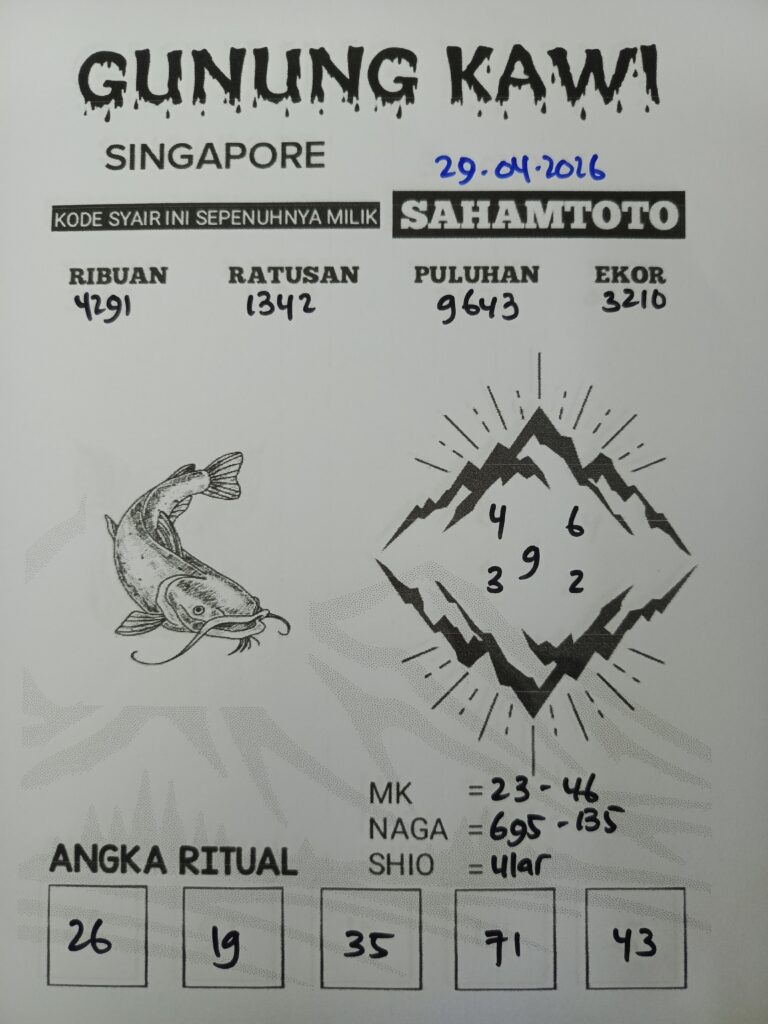 GUNUNG KAWI
SINGAPORE
29.04.2026
KODE SYAIR INI SEPENUHNYA MILIK SAHAMTOTO
RIBUAN RATUSAN PULUHAN EKOR
4291 1342 9643 3210
4 6
9
3 2
MK = 23 - 46
NAGA = 695 - 135
SHIO = ular
ANGKA RITUAL
26 19 35 71 43